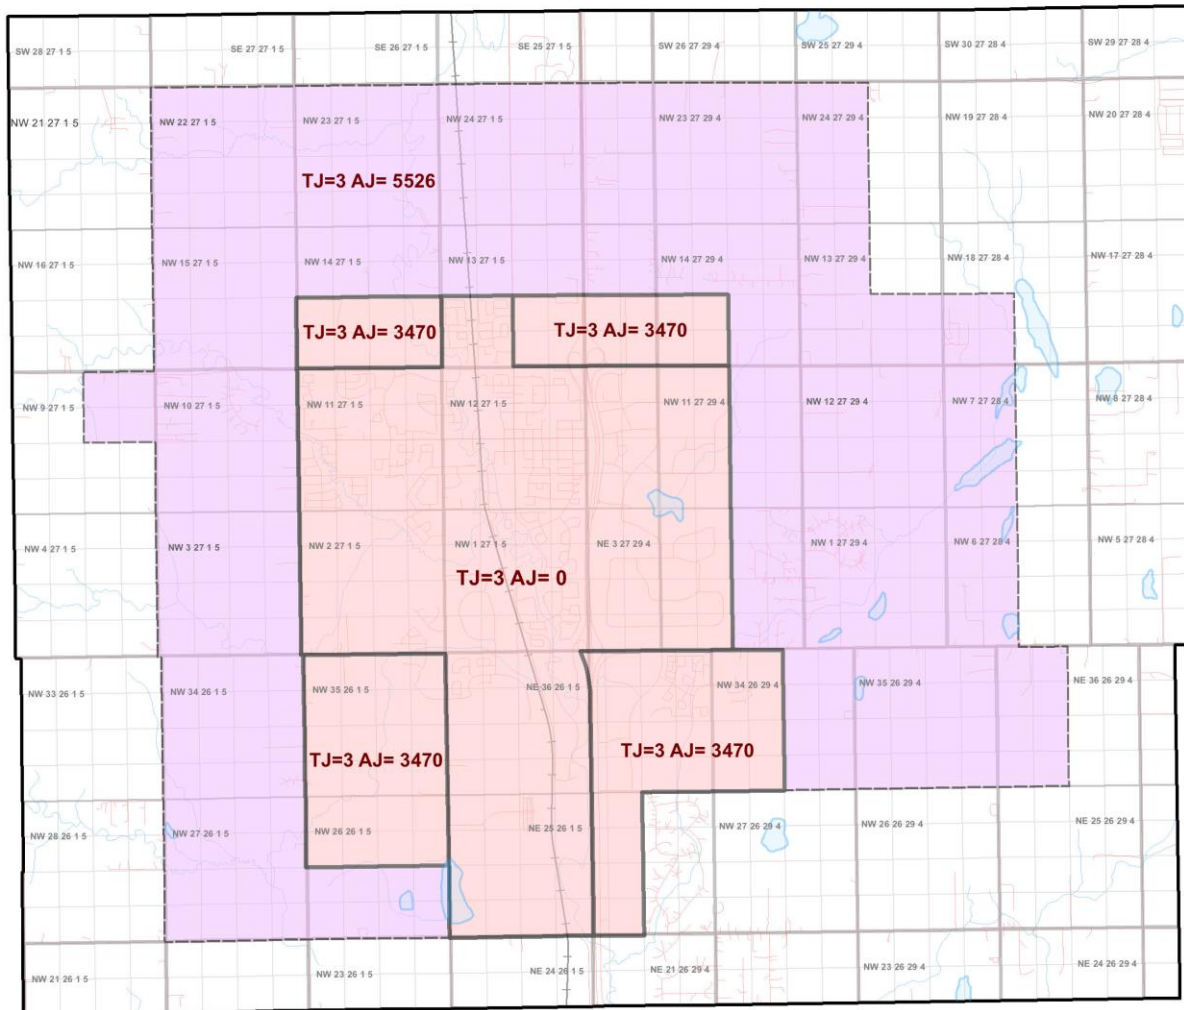 SW 28 27 1 5
SE 27 27 1 5
SE 26 27 1 5
SE 25 27 1 5
SW 26 27 29 4
SW 25 27 29 4
SW 30 27 28 4
SW 29 27 28 4
NW 21 27 1 5
NW 22 27 1 5
NW 23 27 1 5
NW 24 27 1 5
NW 23 27 29 4
NW 24 27 29 4
NW 19 27 28 4
NW 20 27 28 4
TJ=3 AJ= 5526
NW 16 27 1 5
NW 15 27 1 5
NW 14 27 1 5
NW 13 27 1 5
NW 14 27 29 4
NW 13 27 29 4
NW 18 27 28 4
NW 17 27 28 4
TJ=3 AJ= 3470
TJ=3 AJ= 3470
NW 9 27 1 5
NW 10 27 1 5
NW 11 27 1 5
NW 12 27 1 5
NW 11 27 29 4
NW 12 27 29 4
NW 7 27 28 4
NW 8 27 28 4
NW 4 27 1 5
NW 3 27 1 5
NW 2 27 1 5
NW 1 27 1 5
NE 3 27 29 4
NW 1 27 29 4
NW 6 27 28 4
NW 5 27 28 4
TJ=3 AJ= 0
NW 33 26 1 5
NW 34 26 1 5
NW 35 26 1 5
NE 36 26 1 5
NW 34 26 29 4
NW 35 26 29 4
NE 36 26 29 4
TJ=3 AJ= 3470
TJ=3 AJ= 3470
NW 28 26 1 5
NW 27 26 1 5
NW 26 26 1 5
NE 25 26 1 5
NW 27 26 29 4
NW 26 26 29 4
NE 25 26 29 4
NW 21 26 1 5
NW 23 26 1 5
NE 24 26 1 5
NE 21 26 29 4
NW 23 26 29 4
NE 24 26 29 4